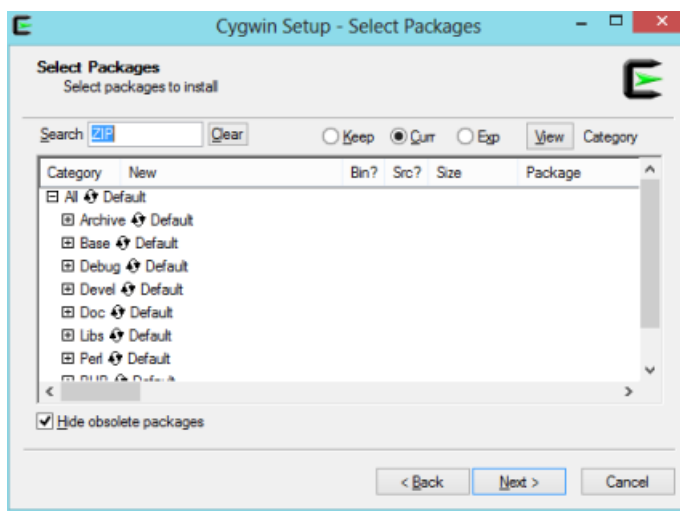 Cygwin Setup - Select Packages
Select Packages
Select packages to install
Search ZIP Clear Keep Curr Exp View Category
Category New Bin? Src? Size Package
All Default
Archive Default
Base Default
Debug Default
Devel Default
Doc Default
Libs Default
Perl Default
Hide obsolete packages
< Back Next > Cancel